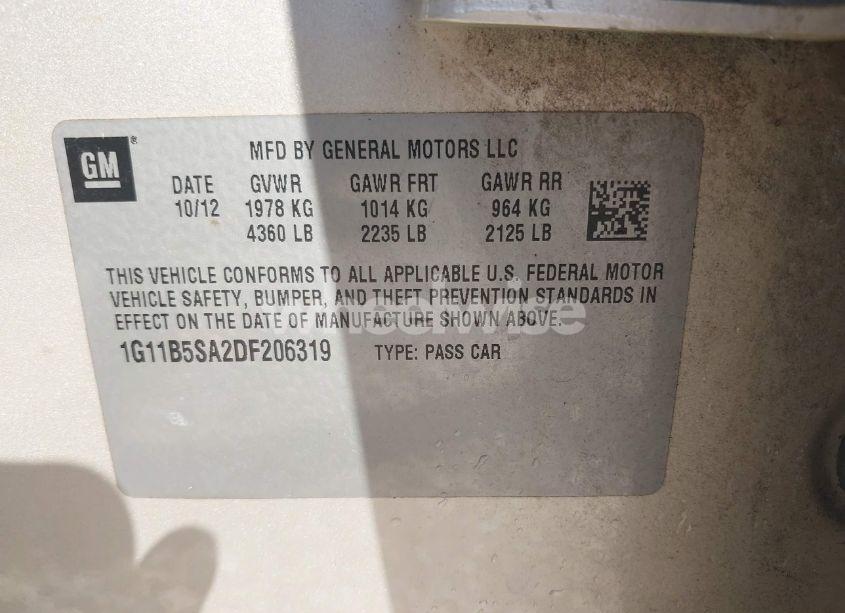 GM
MFD BY GENERAL MOTORS LLC
DATE GVWR GAWR FRT GAWR RR
10/12 1978 KG 1014 KG 964 KG
4360 LB 2235 LB 2125 LB
THIS VEHICLE CONFORMS TO ALL APPLICABLE U.S. FEDERAL MOTOR
VEHICLE SAFETY, BUMPER, AND THEFT PREVENTION STANDARDS IN
EFFECT ON THE DATE OF MANUFACTURE SHOWN ABOVE.
1G11B5SA2DF206319 TYPE: PASS CAR